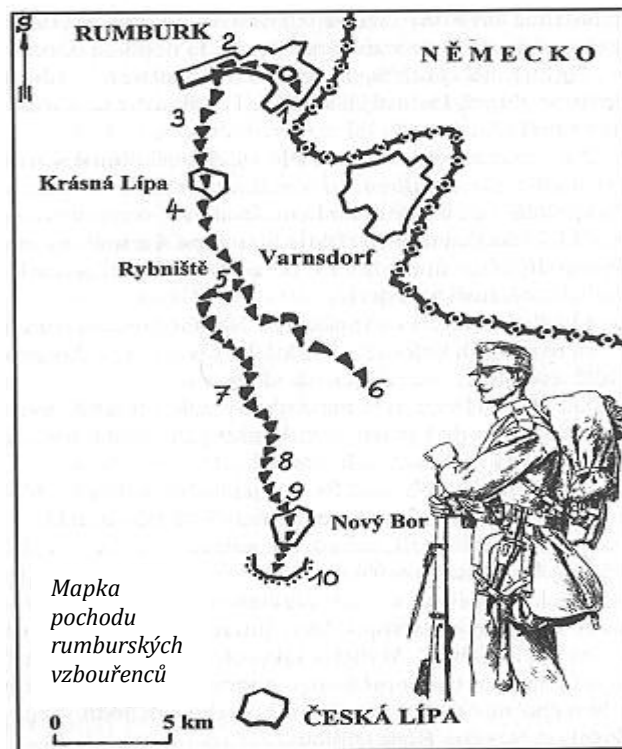 S
RUMBURK
NĚMECKO
2
1
3
Krásná Lípa
4
Varnsdorf
Rybniště
5
6
7
8
9
Nový Bor
10
Mapka
pochodu
rumburských
vzbouřenců
0 5 km
ČESKÁ LÍPA